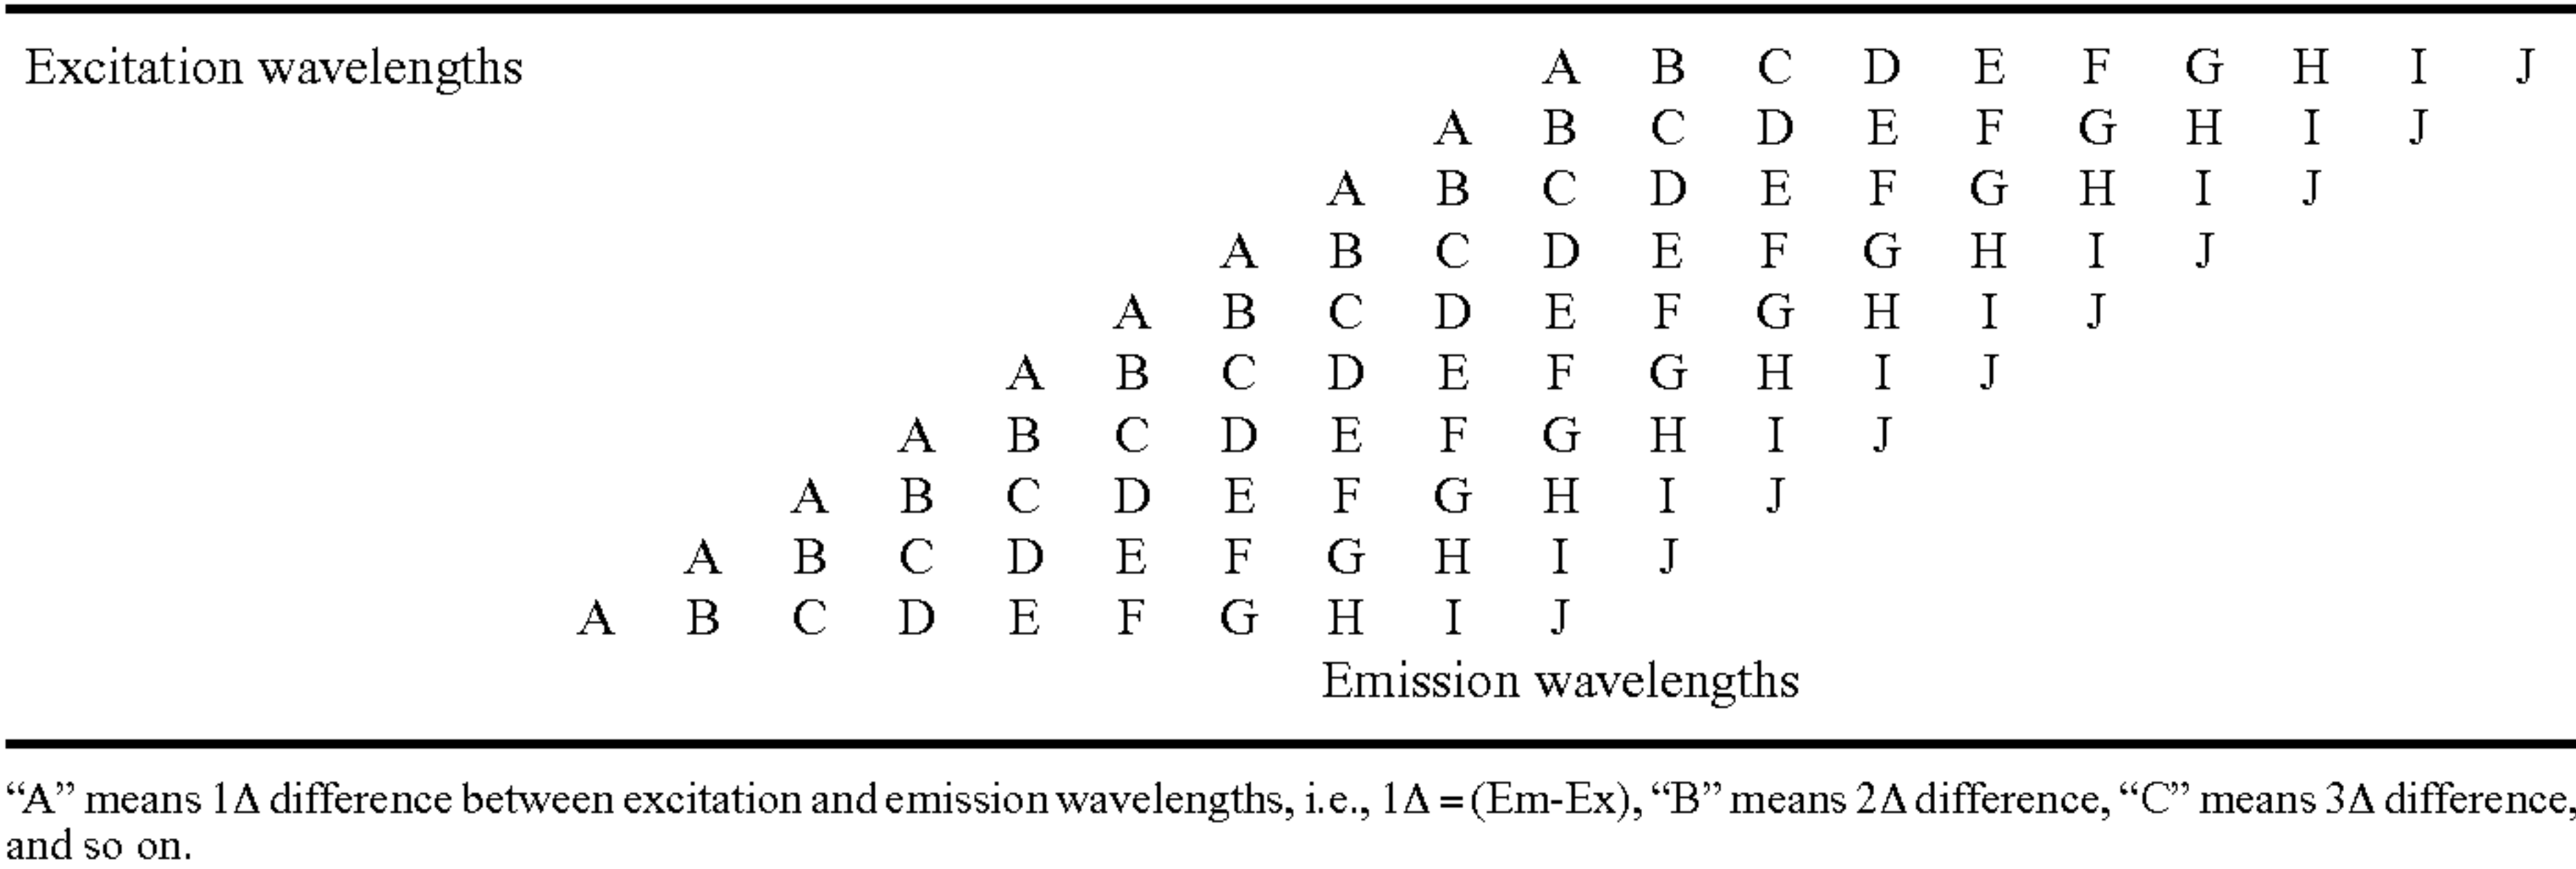 Excitation wavelengths A B C D E F G H I J
A B C D E F G H I J
A B C D E F G H I J
A B C D E F G H I J
A B C D E F G H I J
A B C D E F G H I J
A B C D E F G H I J
A B C D E F G H I J
A B C D E F G H I J
A B C D E F G H I J
Emission wavelengths
“A” means 1Δ difference between excitation and emission wavelengths, i.e., 1Δ = (Em-Ex), “B” means 2Δ difference, “C” means 3Δ difference,
and so on.